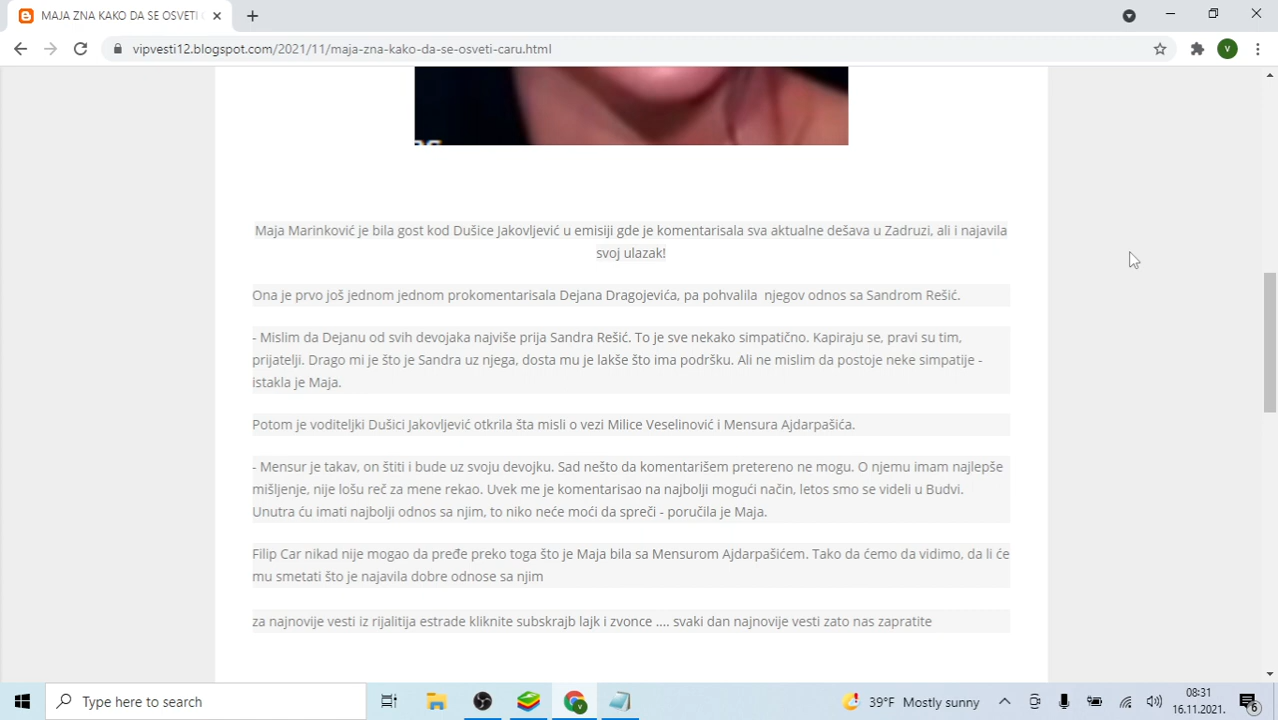 MAJA ZNA KAKO DA SE OSVETI
vipvesti12.blogspot.com/2021/11/maja-zna-kako-da-se-osveti-caru.html
V
Maja Marinković je bila gost kod Dušice Jakovljević u emisiji gde je komentarisala sva aktualne dešava u Zadruzi, ali i najavila
svoj ulazak!
Ona je prvo još jednom jednom prokomentarisala Dejana Dragojevića, pa pohvalila njegov odnos sa Sandrom Rešić.
- Mislim da Dejanu od svih devojaka najviše prija Sandra Rešić. To je sve nekako simpatično. Kapiraju se, pravi su tim,
prijatelji. Drago mi je što je Sandra uz njega, dosta mu je lakše što ima podršku. Ali ne mislim da postoje neke simpatije -
istakla je Maja.
Potom je voditeljki Dušici Jakovljević otkrila šta misli o vezi Milice Veselinović i Mensura Ajdarpašića.
- Mensur je takav, on štiti i bude uz svoju devojku. Sad nešto da komentarišem pretereno ne mogu. O njemu imam najlepše
mišljenje, nije lošu reč za mene rekao. Uvek me je komentarisao na najbolji mogući način, letos smo se videli u Budvi.
Unutra ću imati najbolji odnos sa njim, to niko neće moći da spreči - poručila je Maja.
Filip Car nikad nije mogao da pređe preko toga što je Maja bila sa Mensurom Ajdarpašićem. Tako da ćemo da vidimo, da li će
mu smetati što je najavila dobre odnose sa njim
za najnovije vesti iz rijalitija estrade kliknite subskrajb lajk i zvonce .... svaki dan najnovije vesti zato nas zapratite
Type here to search
39°F Mostly sunny
08:31
16.11.2021.
6